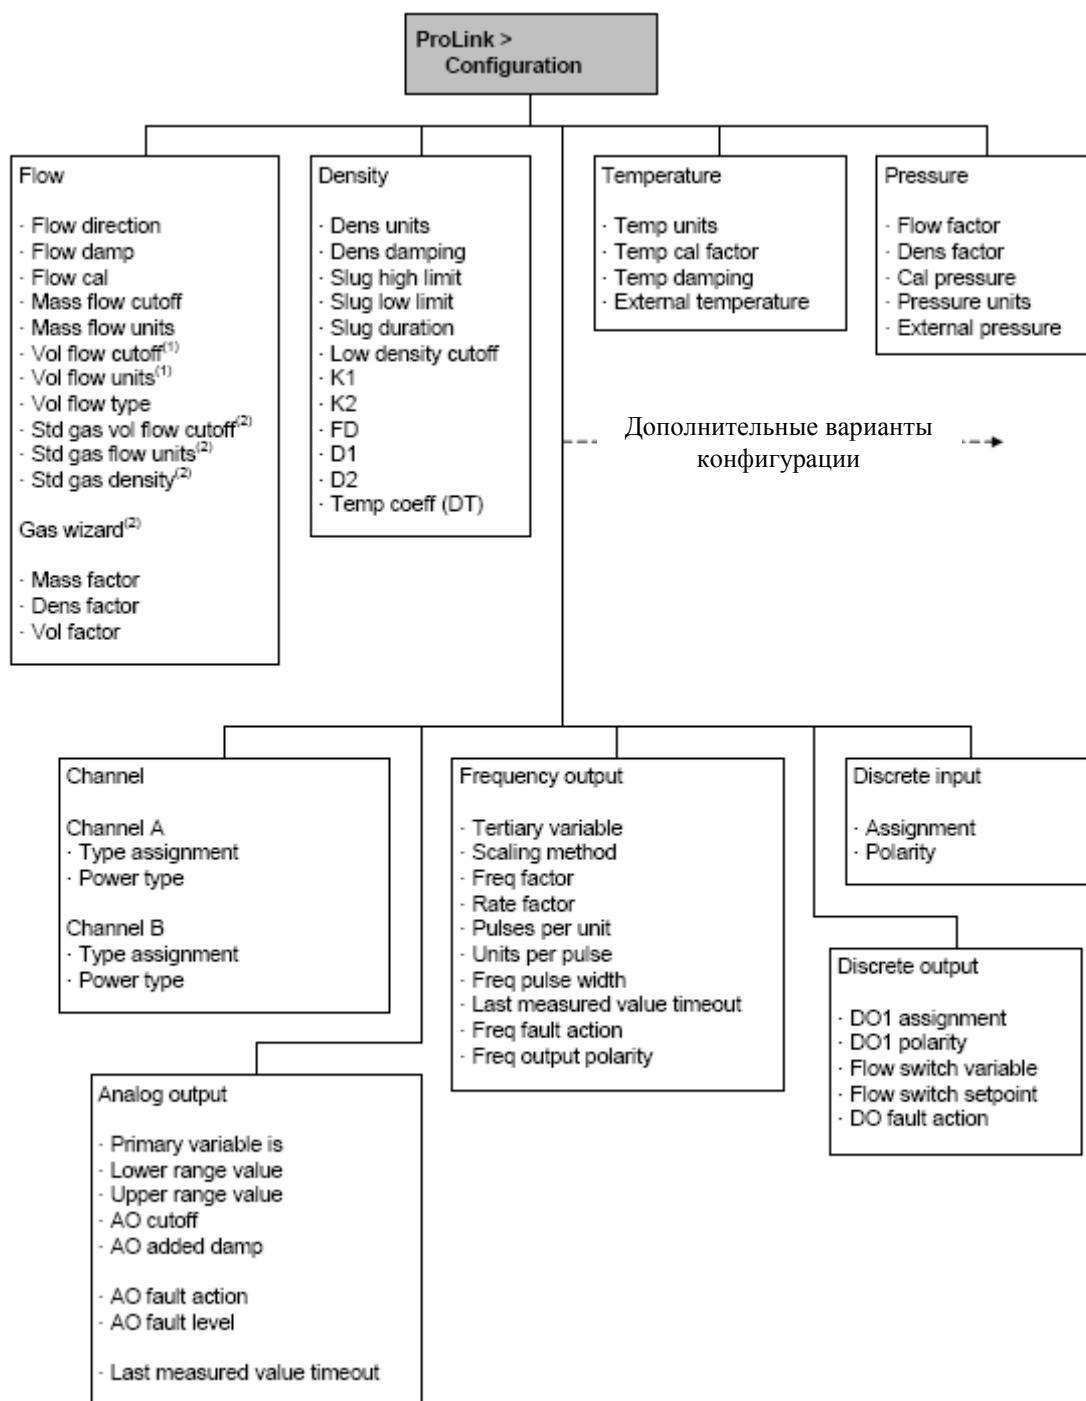 ProLink >
Configuration
Flow
· Flow direction
· Flow damp
· Flow cal
· Mass flow cutoff
· Mass flow units
· Vol flow cutoff(1)
· Vol flow units(1)
· Vol flow type
· Std gas vol flow cutoff(2)
· Std gas flow units(2)
· Std gas density(2)
Gas wizard(2)
· Mass factor
· Dens factor
· Vol factor
Density
· Dens units
· Dens damping
· Slug high limit
· Slug low limit
· Slug duration
· Low density cutoff
· K1
· K2
· FD
· D1
· D2
· Temp coeff (DT)
Temperature
· Temp units
· Temp cal factor
· Temp damping
· External temperature
Pressure
· Flow factor
· Dens factor
· Cal pressure
· Pressure units
· External pressure
Дополнительные варианты
конфигурации
Channel
Channel A
· Type assignment
· Power type
Channel B
· Type assignment
· Power type
Analog output
· Primary variable is
· Lower range value
· Upper range value
· AO cutoff
· AO added damp
· AO fault action
· AO fault level
· Last measured value timeout
Frequency output
· Tertiary variable
· Scaling method
· Freq factor
· Rate factor
· Pulses per unit
· Units per pulse
· Freq pulse width
· Last measured value timeout
· Freq fault action
· Freq output polarity
Discrete input
· Assignment
· Polarity
Discrete output
· DO1 assignment
· DO1 polarity
· Flow switch variable
· Flow switch setpoint
· DO fault action